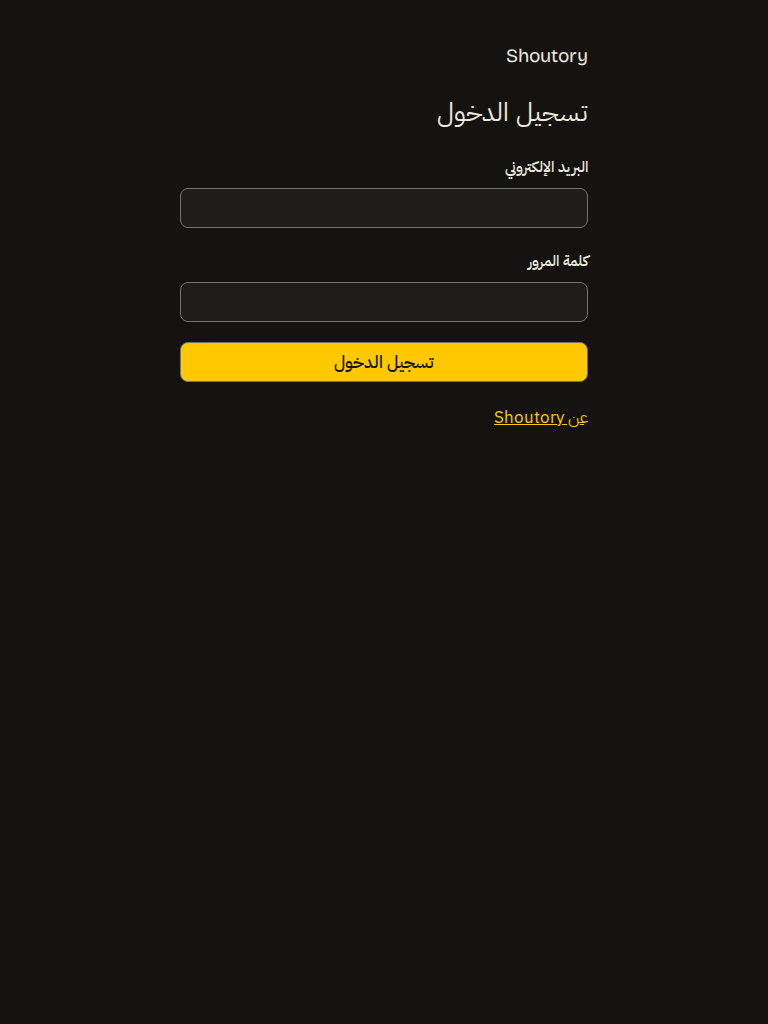 Shoutory
تسجيل الدخول
البريد الإلكتروني
كلمة المرور
تسجيل الدخول
عن Shoutory